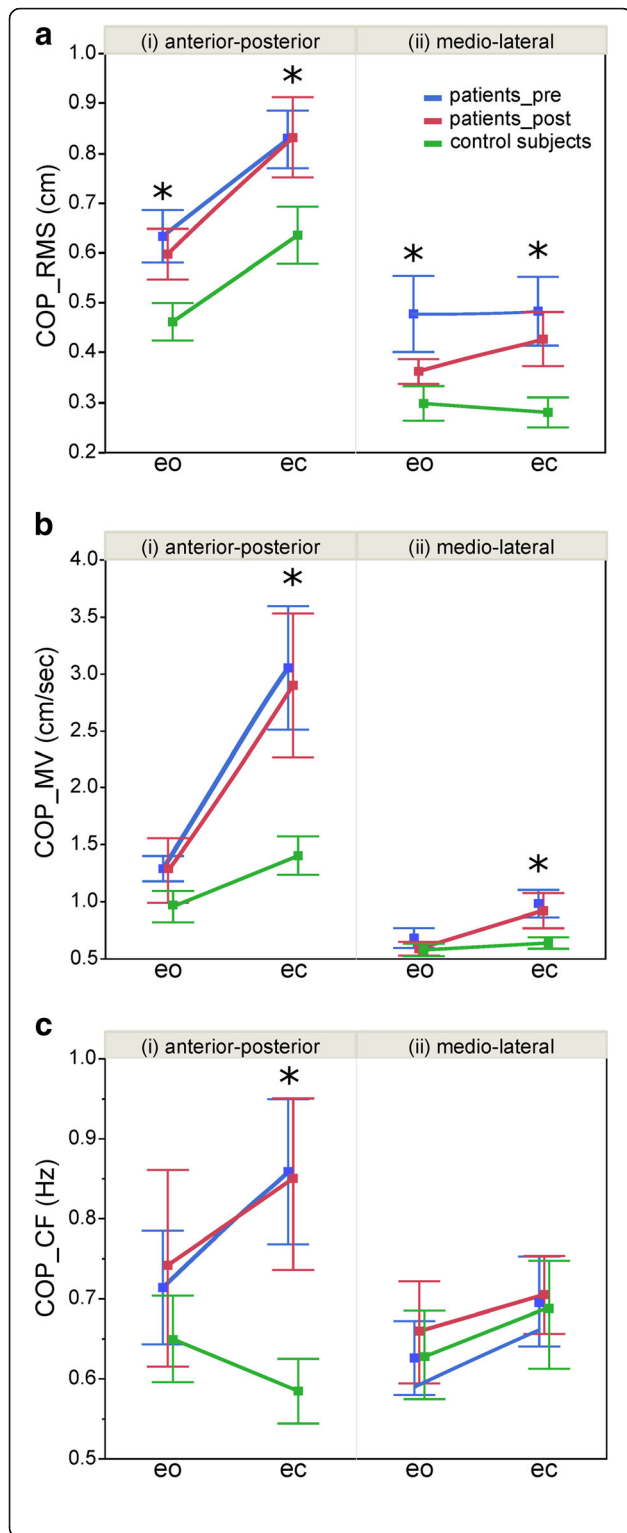 a
(i) anterior-posterior (ii) medio-lateral
1.0
0.9
0.8
0.7
0.6
0.5
0.4
0.3
0.2
COP_RMS (cm)
* * * *
patients_pre
patients_post
control subjects
eo ec eo ec
b
(i) anterior-posterior (ii) medio-lateral
4.0
3.5
3.0
2.5
2.0
1.5
1.0
0.5
COP_MV (cm/sec)
* *
eo ec eo ec
c
(i) anterior-posterior (ii) medio-lateral
1.0
0.9
0.8
0.7
0.6
0.5
COP_CF (Hz)
*
eo ec eo ec